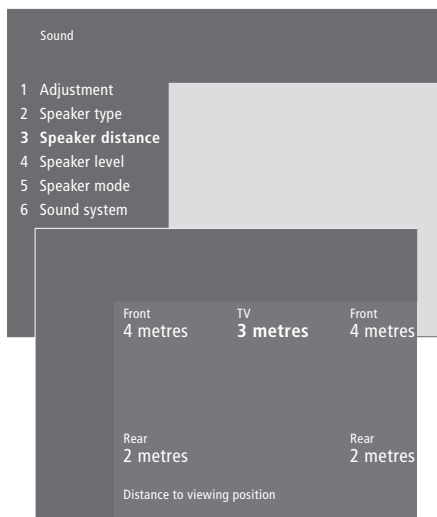 Sound
1 Adjustment
2 Speaker type
3 Speaker distance
4 Speaker level
5 Speaker mode
6 Sound system
Front TV Front
4 metres 3 metres 4 metres
Rear Rear
2 metres 2 metres
Distance to viewing position